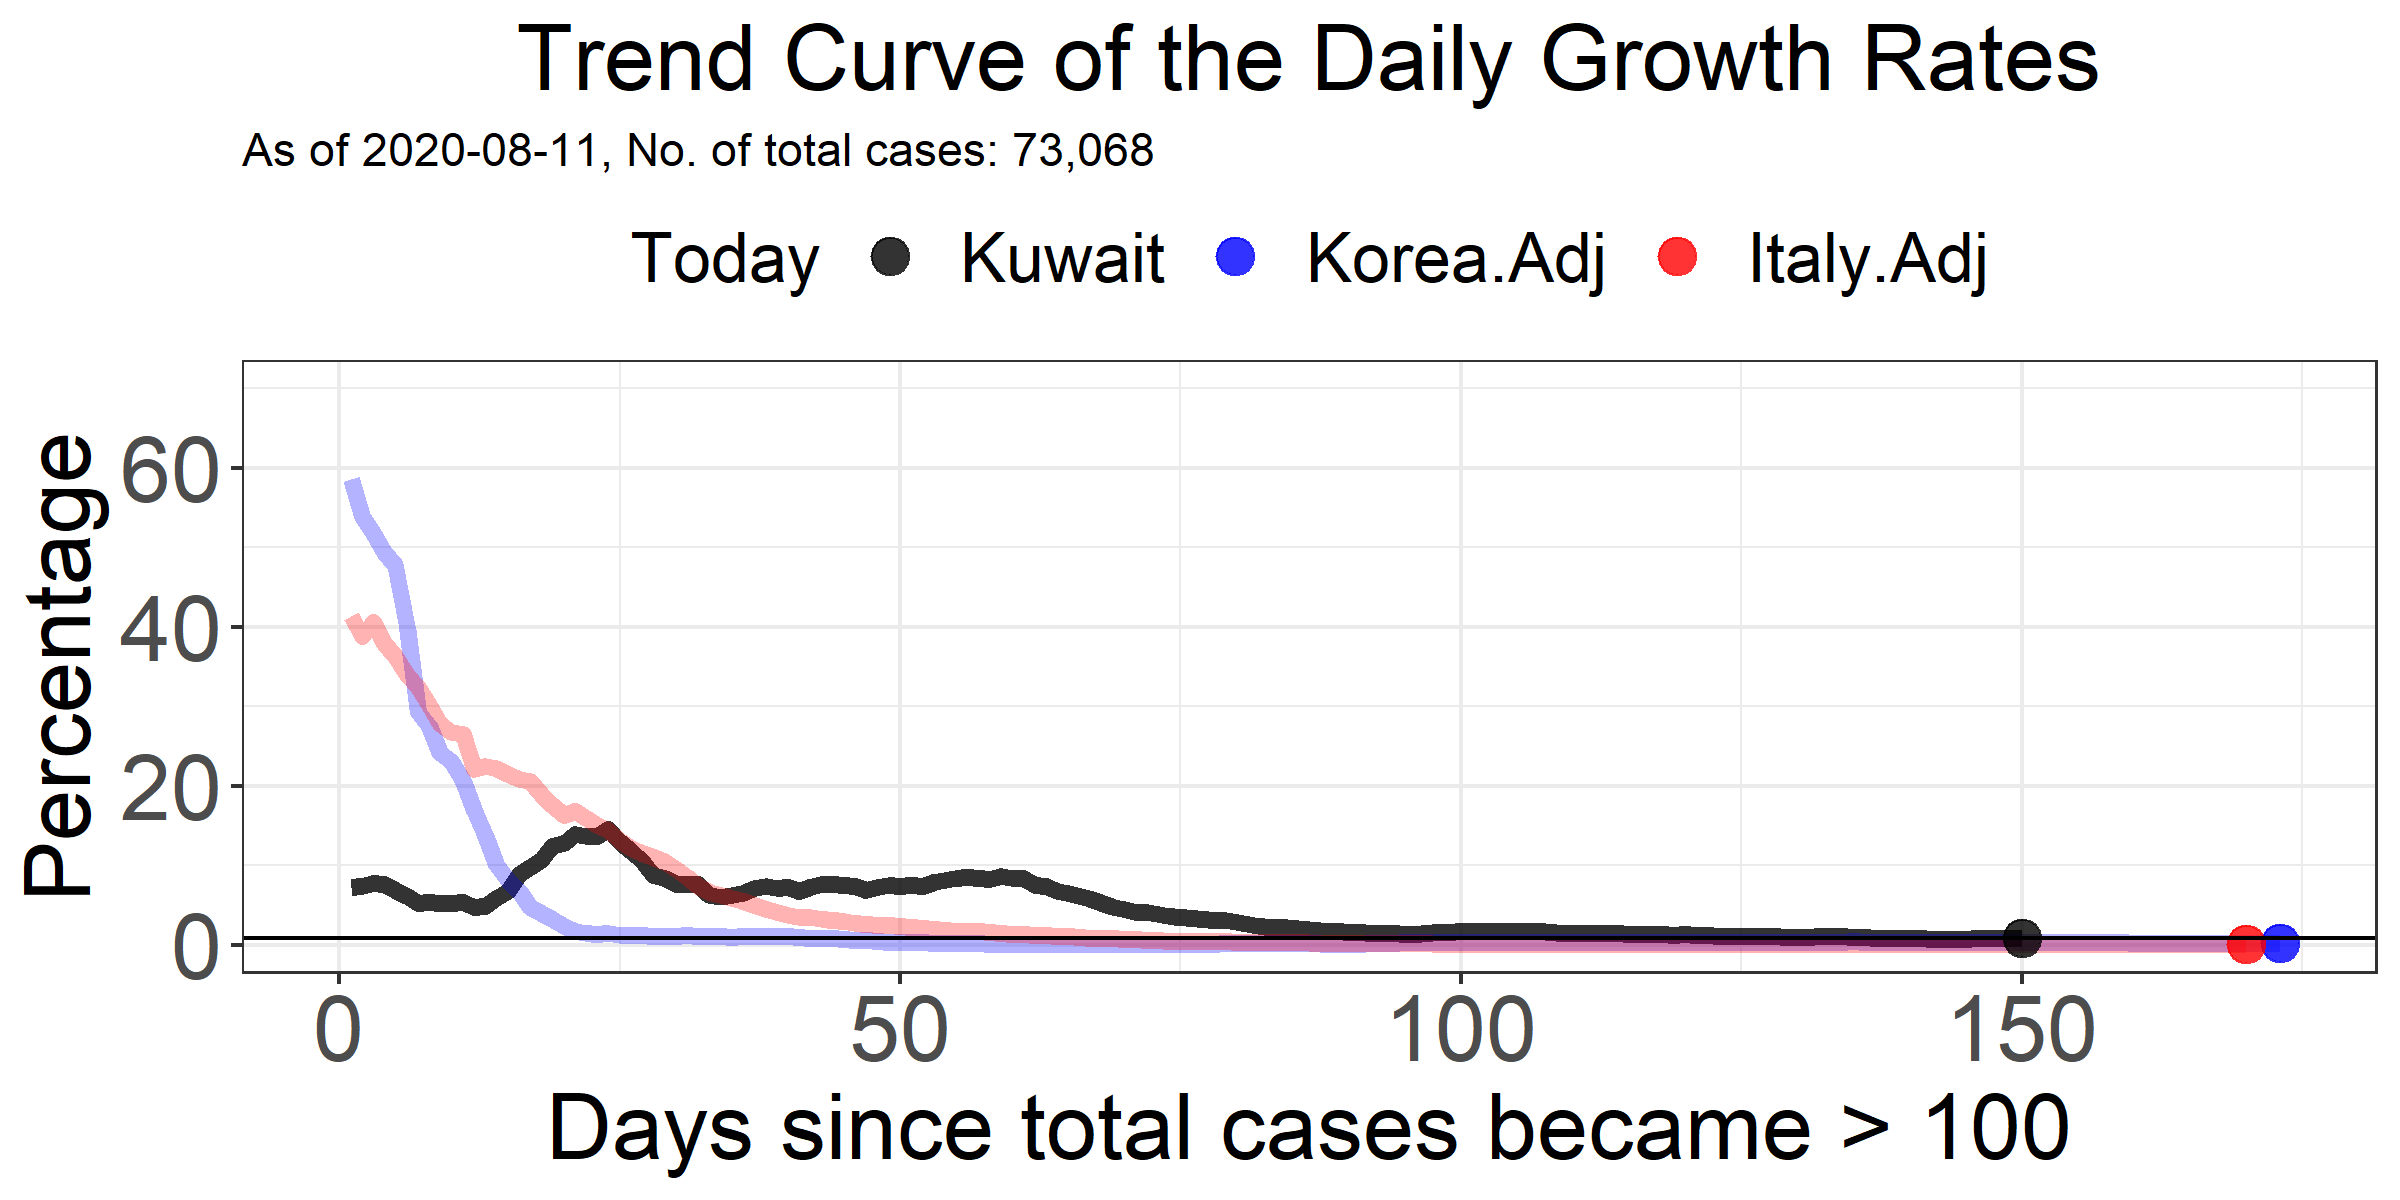 Trend Curve of the Daily Growth Rates
As of 2020-08-11, No. of total cases: 73,068
Today Kuwait Korea.Adj Italy.Adj
Percentage
60
40
20
0
0 50 100 150
Days since total cases became > 100